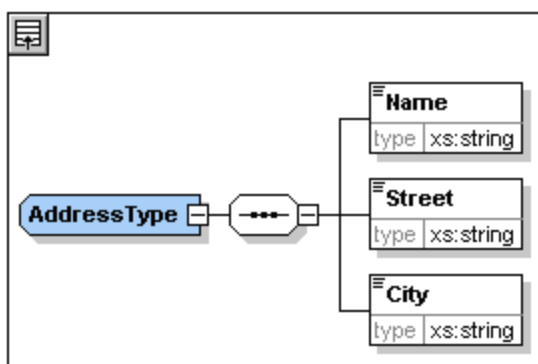 Name
type xs:string
AddressType
Street
type xs:string
City
type xs:string